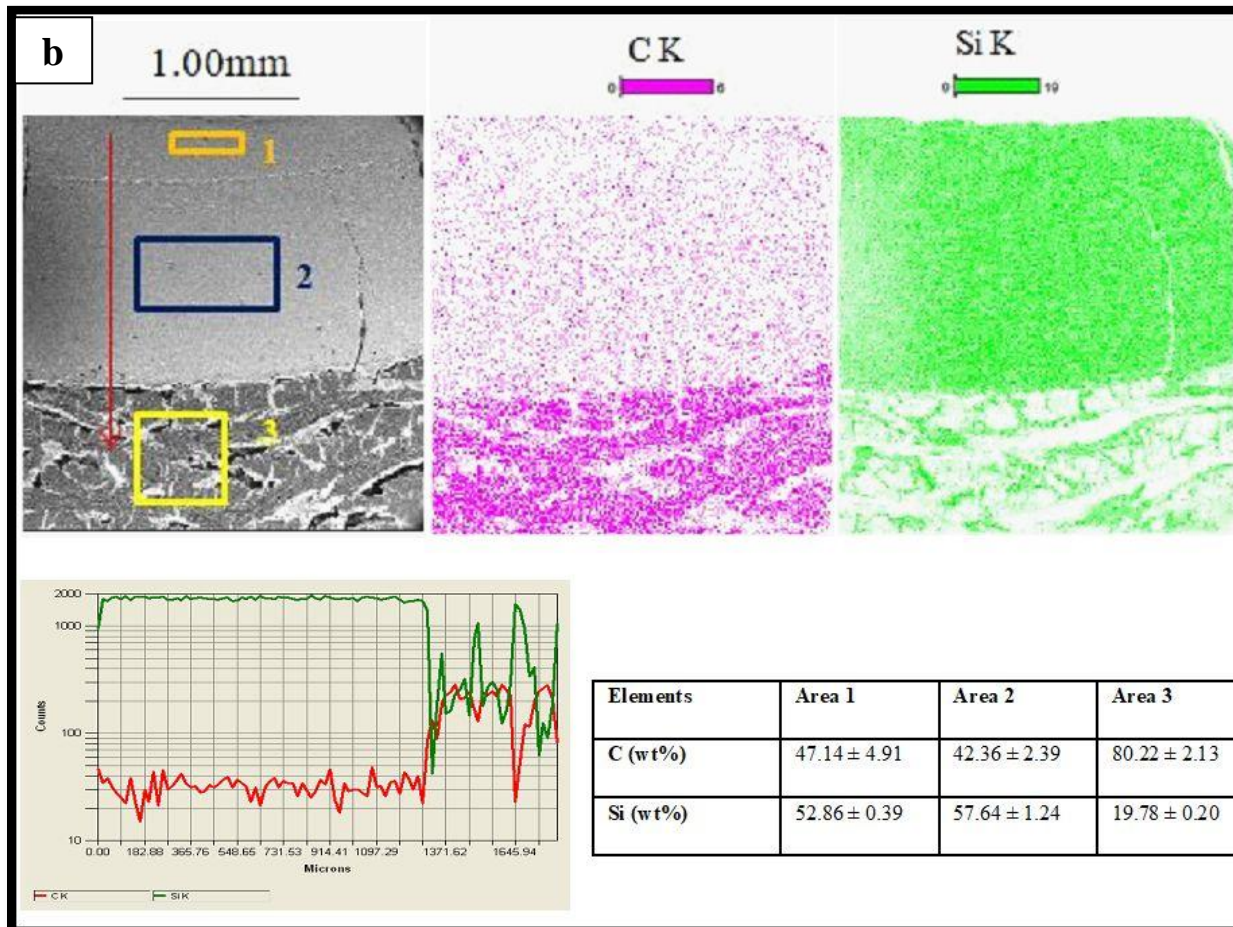 b
1.00mm
C K
0 6
Si K
0 19
1
2
3
2000
1000
100
10
Counts
0.00 182.88 365.76 548.65 731.53 914.41 1097.29 1371.62 1645.94
Microns
C K Si K
Elements Area 1 Area 2 Area 3
C (wt%) 47.14 ± 4.91 42.36 ± 2.39 80.22 ± 2.13
Si (wt%) 52.86 ± 0.39 57.64 ± 1.24 19.78 ± 0.20